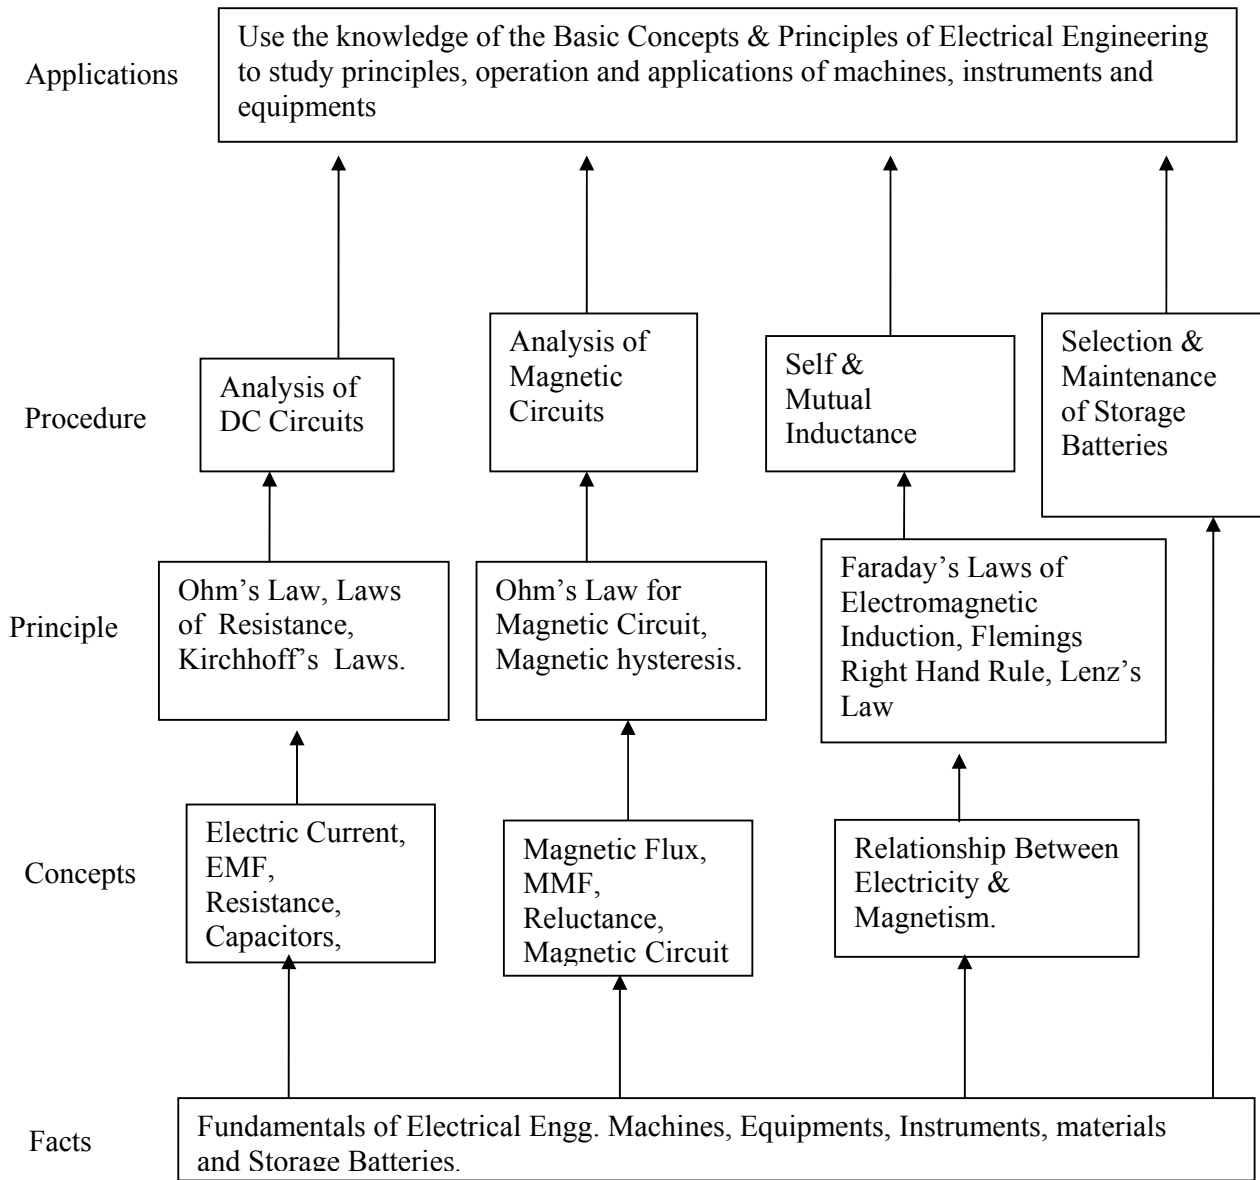 Applications
Use the knowledge of the Basic Concepts & Principles of Electrical Engineering
to study principles, operation and applications of machines, instruments and
equipments
Procedure
Analysis of
DC Circuits
Analysis of
Magnetic
Circuits
Self &
Mutual
Inductance
Selection &
Maintenance
of Storage
Batteries
Principle
Ohm’s Law, Laws
of Resistance,
Kirchhoff’s Laws.
Ohm’s Law for
Magnetic Circuit,
Magnetic hysteresis.
Faraday’s Laws of
Electromagnetic
Induction, Flemings
Right Hand Rule, Lenz’s
Law
Concepts
Electric Current,
EMF,
Resistance,
Capacitors,
Magnetic Flux,
MMF,
Reluctance,
Magnetic Circuit
Relationship Between
Electricity &
Magnetism.
Facts
Fundamentals of Electrical Engg. Machines, Equipments, Instruments, materials
and Storage Batteries.